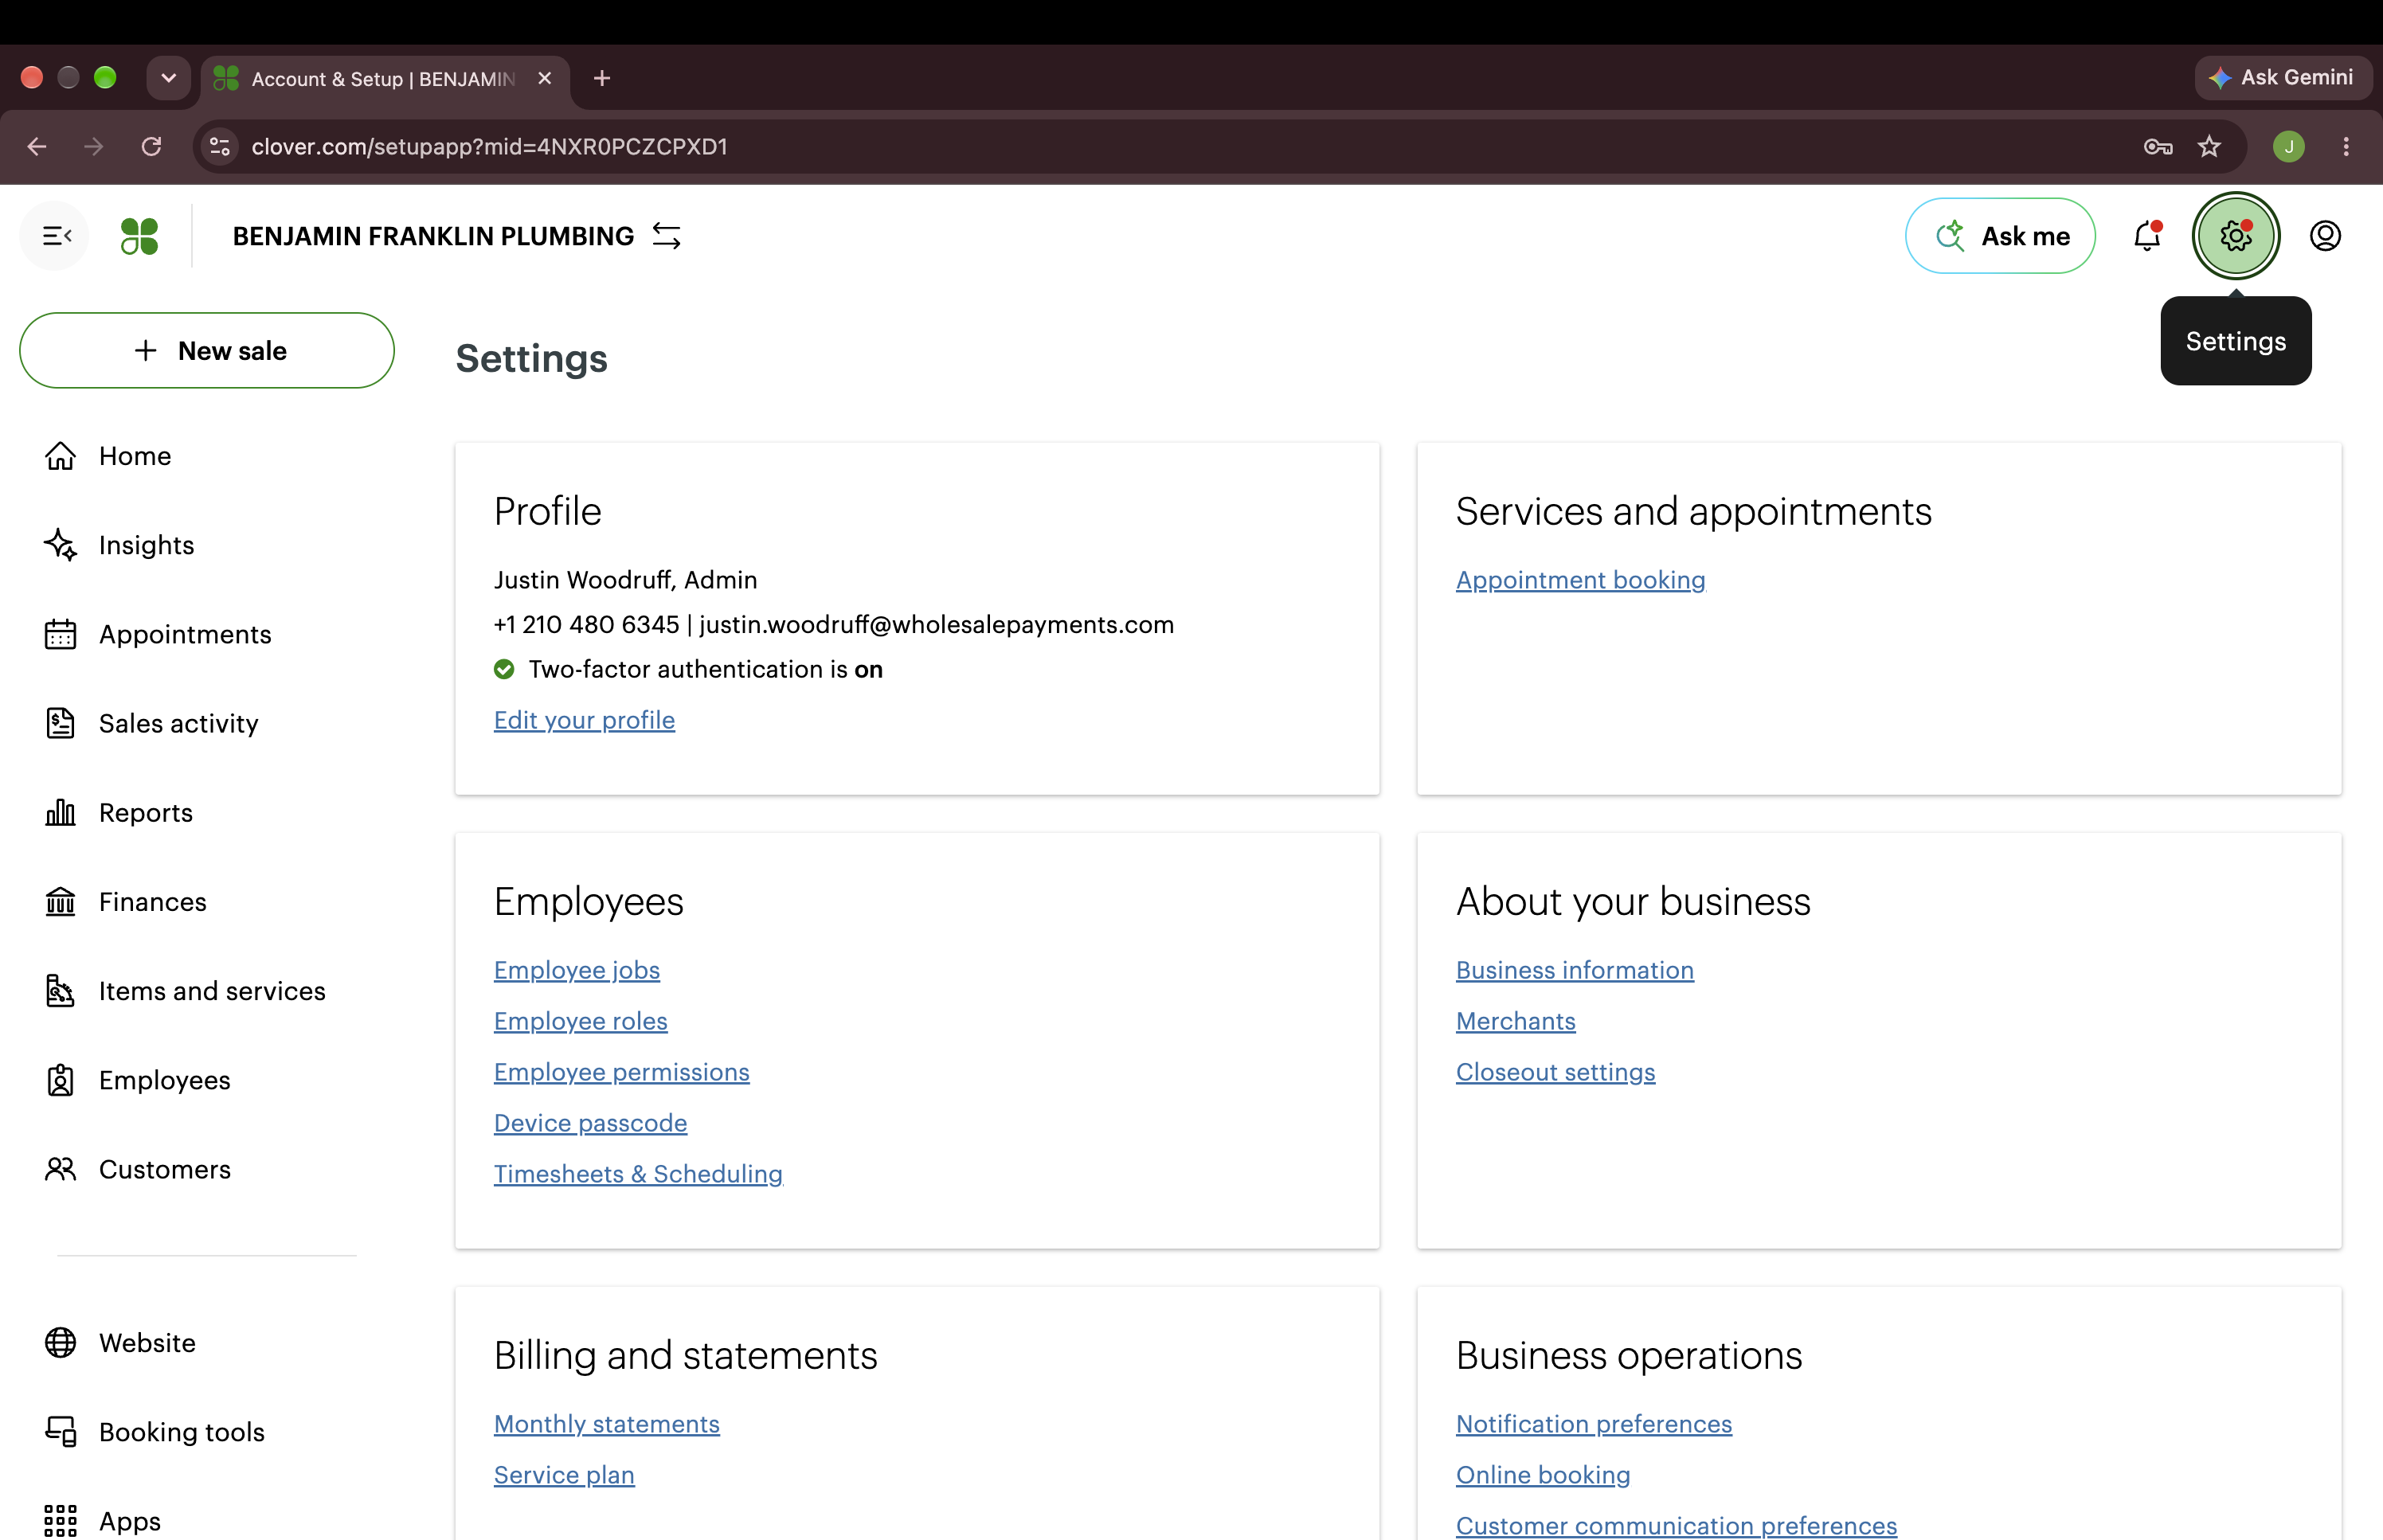 Account & Setup | BENJAMIN
Ask Gemini
clover.com/setupapp?mid=4NXR0PCZCPXD1
J
BENJAMIN FRANKLIN PLUMBING
Ask me
Settings
New sale
Home
Insights
Appointments
Sales activity
Reports
Finances
Items and services
Employees
Customers
Website
Booking tools
Apps
Settings
Profile
Justin Woodruff, Admin
+1 210 480 6345 | justin.woodruff@wholesalepayments.com
Two-factor authentication is on
Edit your profile
Services and appointments
Appointment booking
Employees
Employee jobs
Employee roles
Employee permissions
Device passcode
Timesheets & Scheduling
About your business
Business information
Merchants
Closeout settings
Billing and statements
Monthly statements
Service plan
Business operations
Notification preferences
Online booking
Customer communication preferences